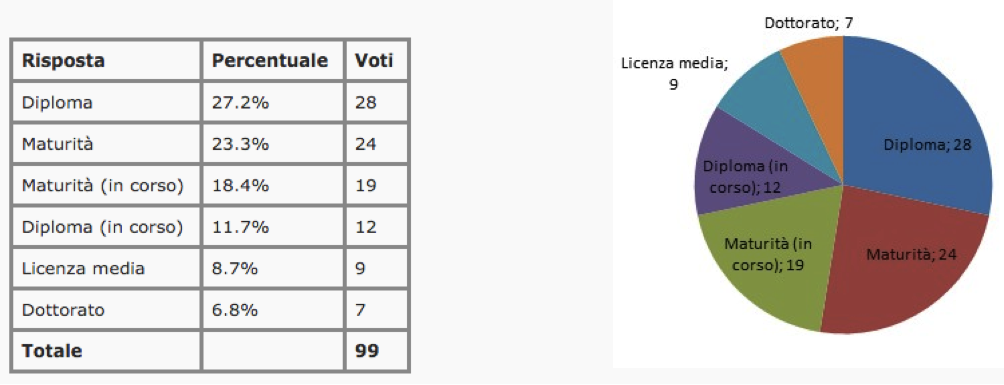 Risposta Percentuale Voti
Diploma 27.2% 28
Maturità 23.3% 24
Maturità (in corso) 18.4% 19
Diploma (in corso) 11.7% 12
Licenza media 8.7% 9
Dottorato 6.8% 7
Totale 99
Dottorato; 7
Licenza media;
9
Diploma; 28
Diploma (in
corso); 12
Maturità (in
corso); 19
Maturità; 24